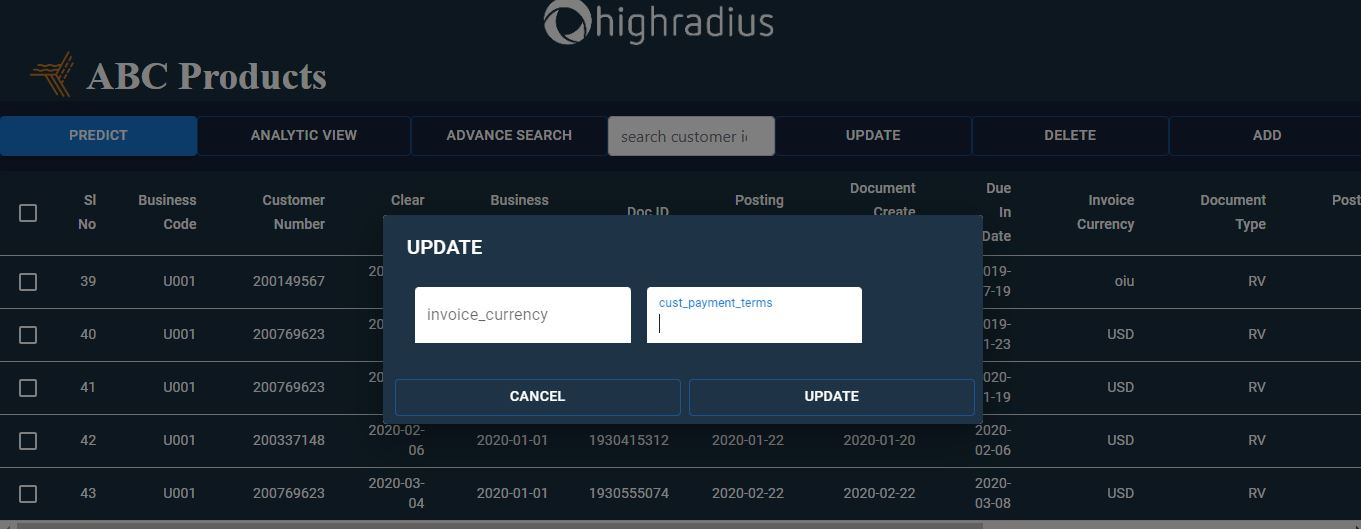 highradius
ABC Products
PREDICT ANALYTIC VIEW ADVANCE SEARCH search customer UPDATE DELETE ADD
Sl No Business Code Customer Number Clear Business Doc ID Posting Document Create Due In Date Invoice Currency Document Type Post
39 U001 200149567 20 019-7-19 oiu RV
40 U001 200769623 20 019-1-23 USD RV
41 U001 200769623 20 020-1-19 USD RV
42 U001 200337148 2020-02-06 2020-01-01 1930415312 2020-01-22 2020-01-20 2020-02-06 USD RV
43 U001 200769623 2020-03-04 2020-01-01 1930555074 2020-02-22 2020-02-22 2020-03-08 USD RV
UPDATE
invoice_currency
cust_payment_terms
CANCEL UPDATE